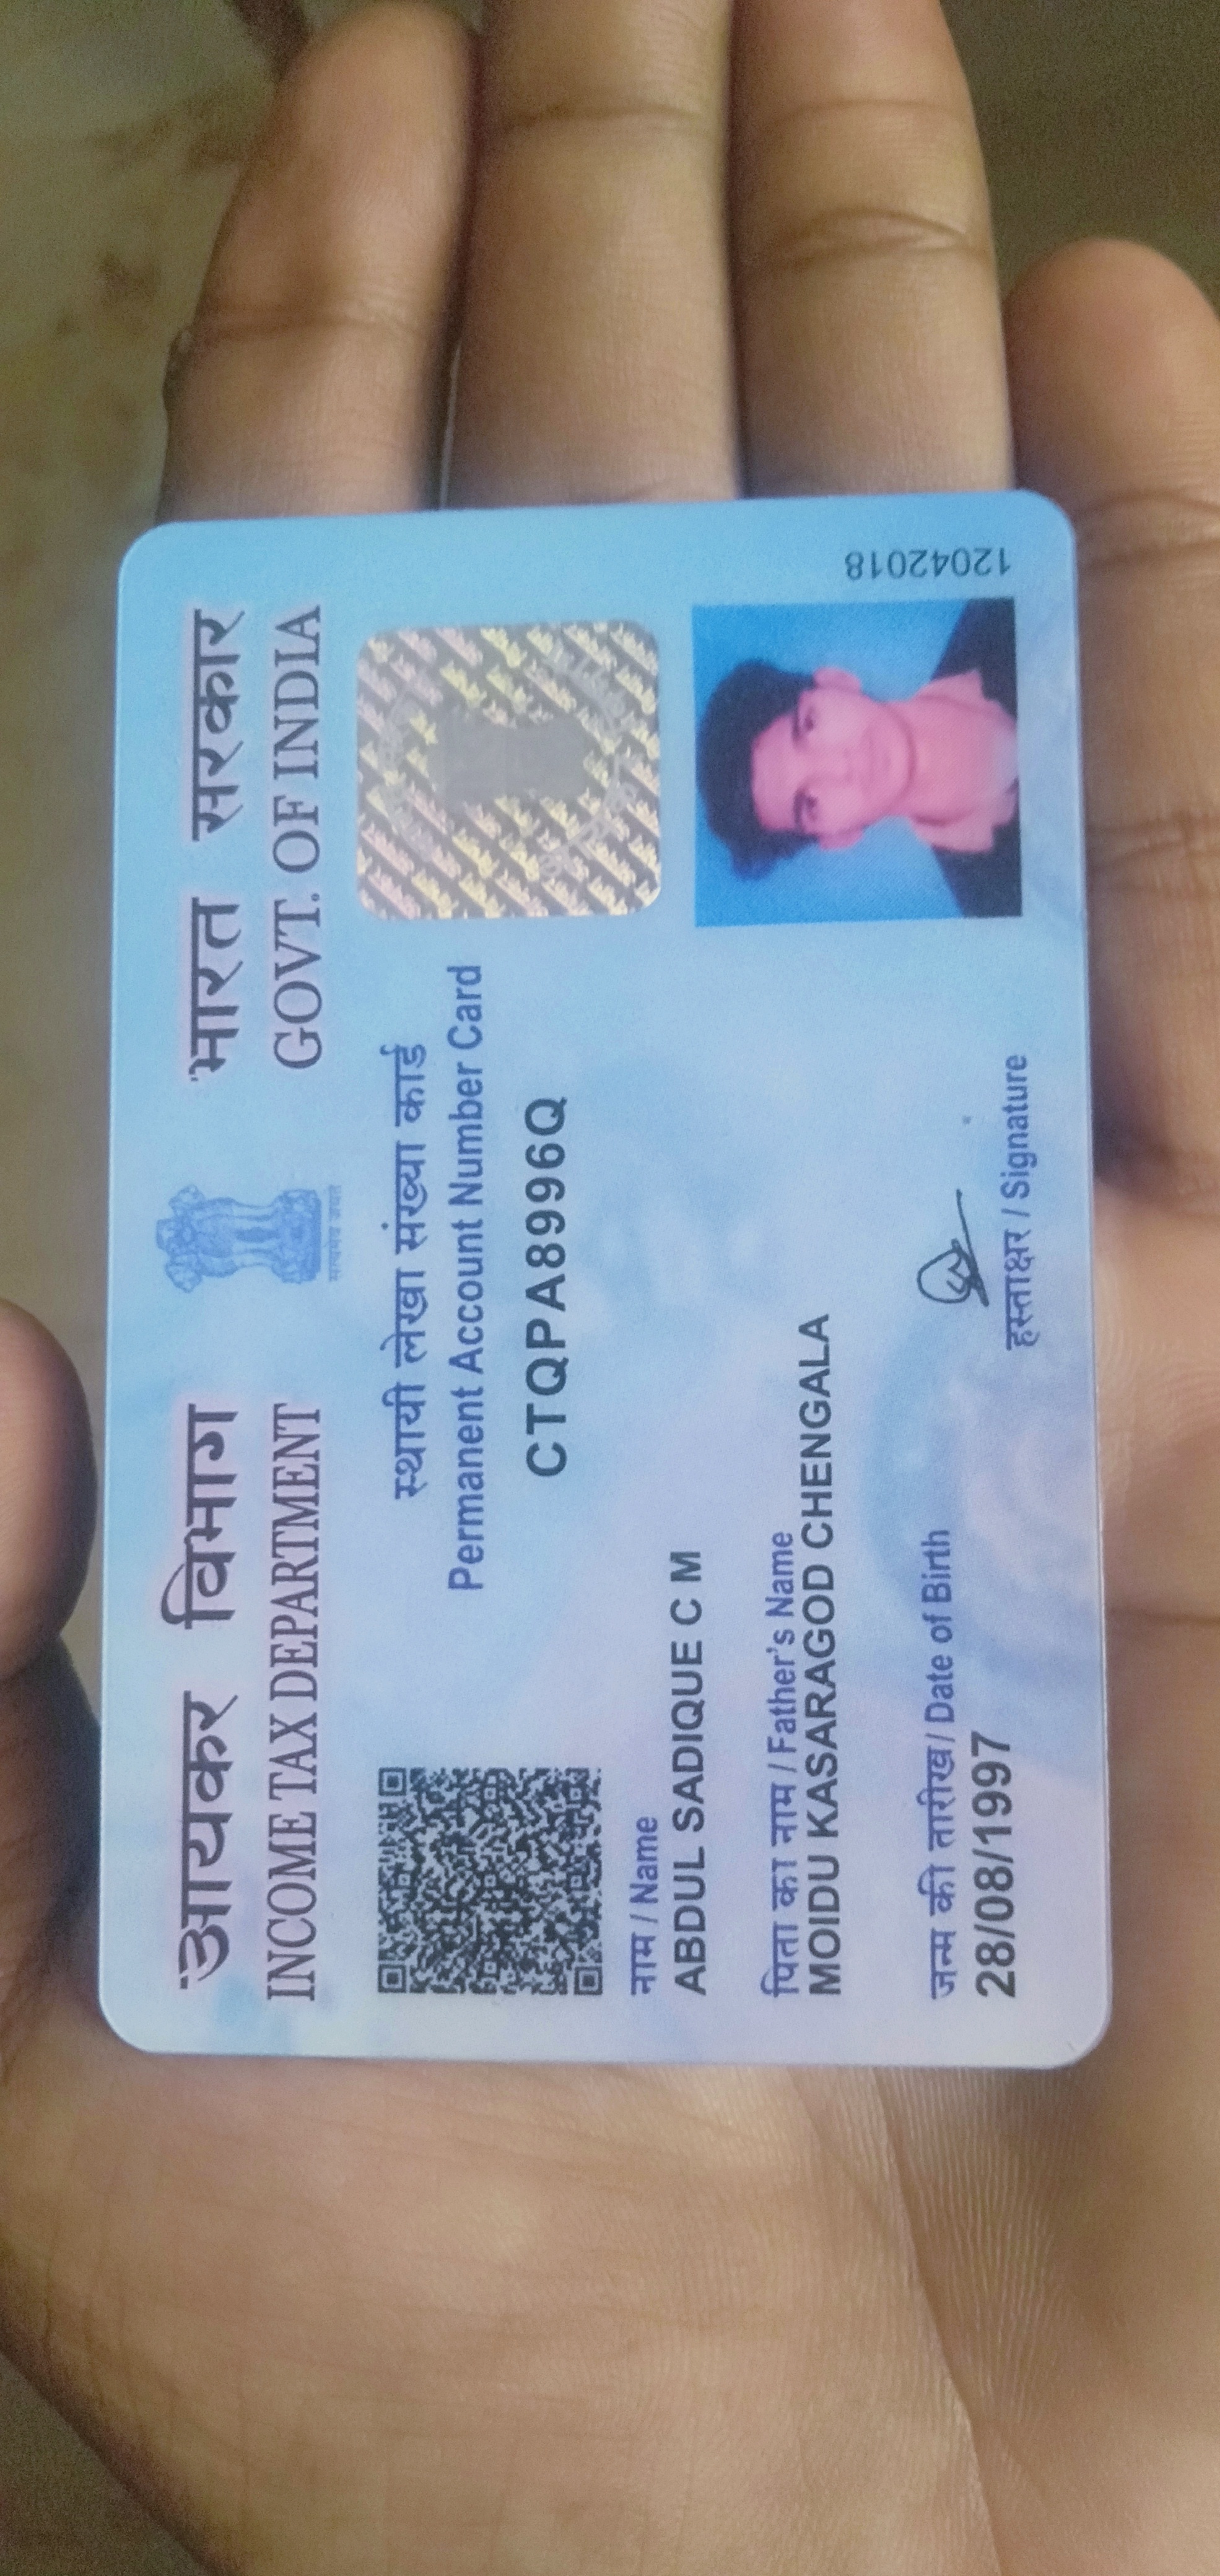 आयकर विभाग
INCOME TAX DEPARTMENT
सत्यमेव जयते
भारत सरकार
GOVT. OF INDIA
स्थायी लेखा संख्या कार्ड
Permanent Account Number Card
CTQPA8996Q
नाम / Name
ABDUL SADIQUE C M
पिता का नाम / Father's Name
MOIDU KASARAGOD CHENGALA
जन्म की तारीख / Date of Birth
28/08/1997
हस्ताक्षर / Signature
12042018